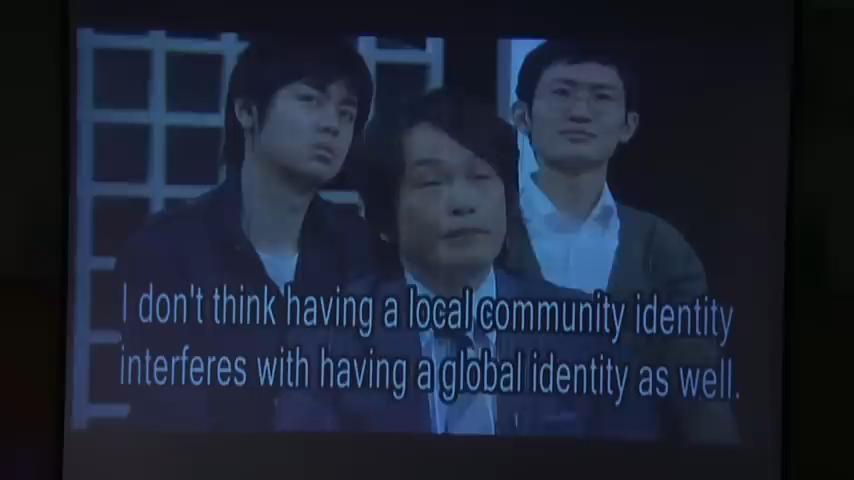 I don't think having a local community identity
interferes with having a global identity as well.